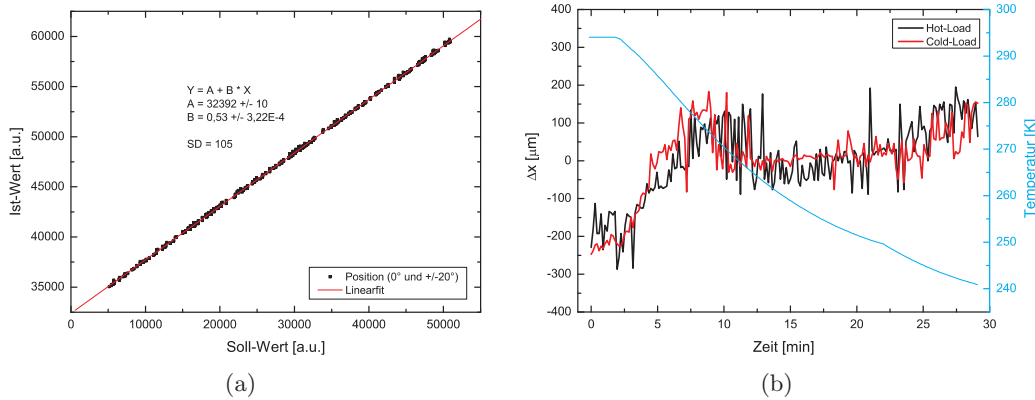 60000
55000
50000
45000
40000
35000
Ist-Wert [a.u.]
Y = A + B * X
A = 32392 +/- 10
B = 0,53 +/- 3,22E-4
SD = 105
Position (0° und +/-20°)
Linearfit
0 10000 20000 30000 40000 50000
Soll-Wert [a.u.]
(a)
400
300
200
100
0
-100
-200
-300
-400
Δx [µm]
Hot-Load
Cold-Load
300
290
280
270
260
250
240
Temperatur [K]
0 5 10 15 20 25 30
Zeit [min]
(b)